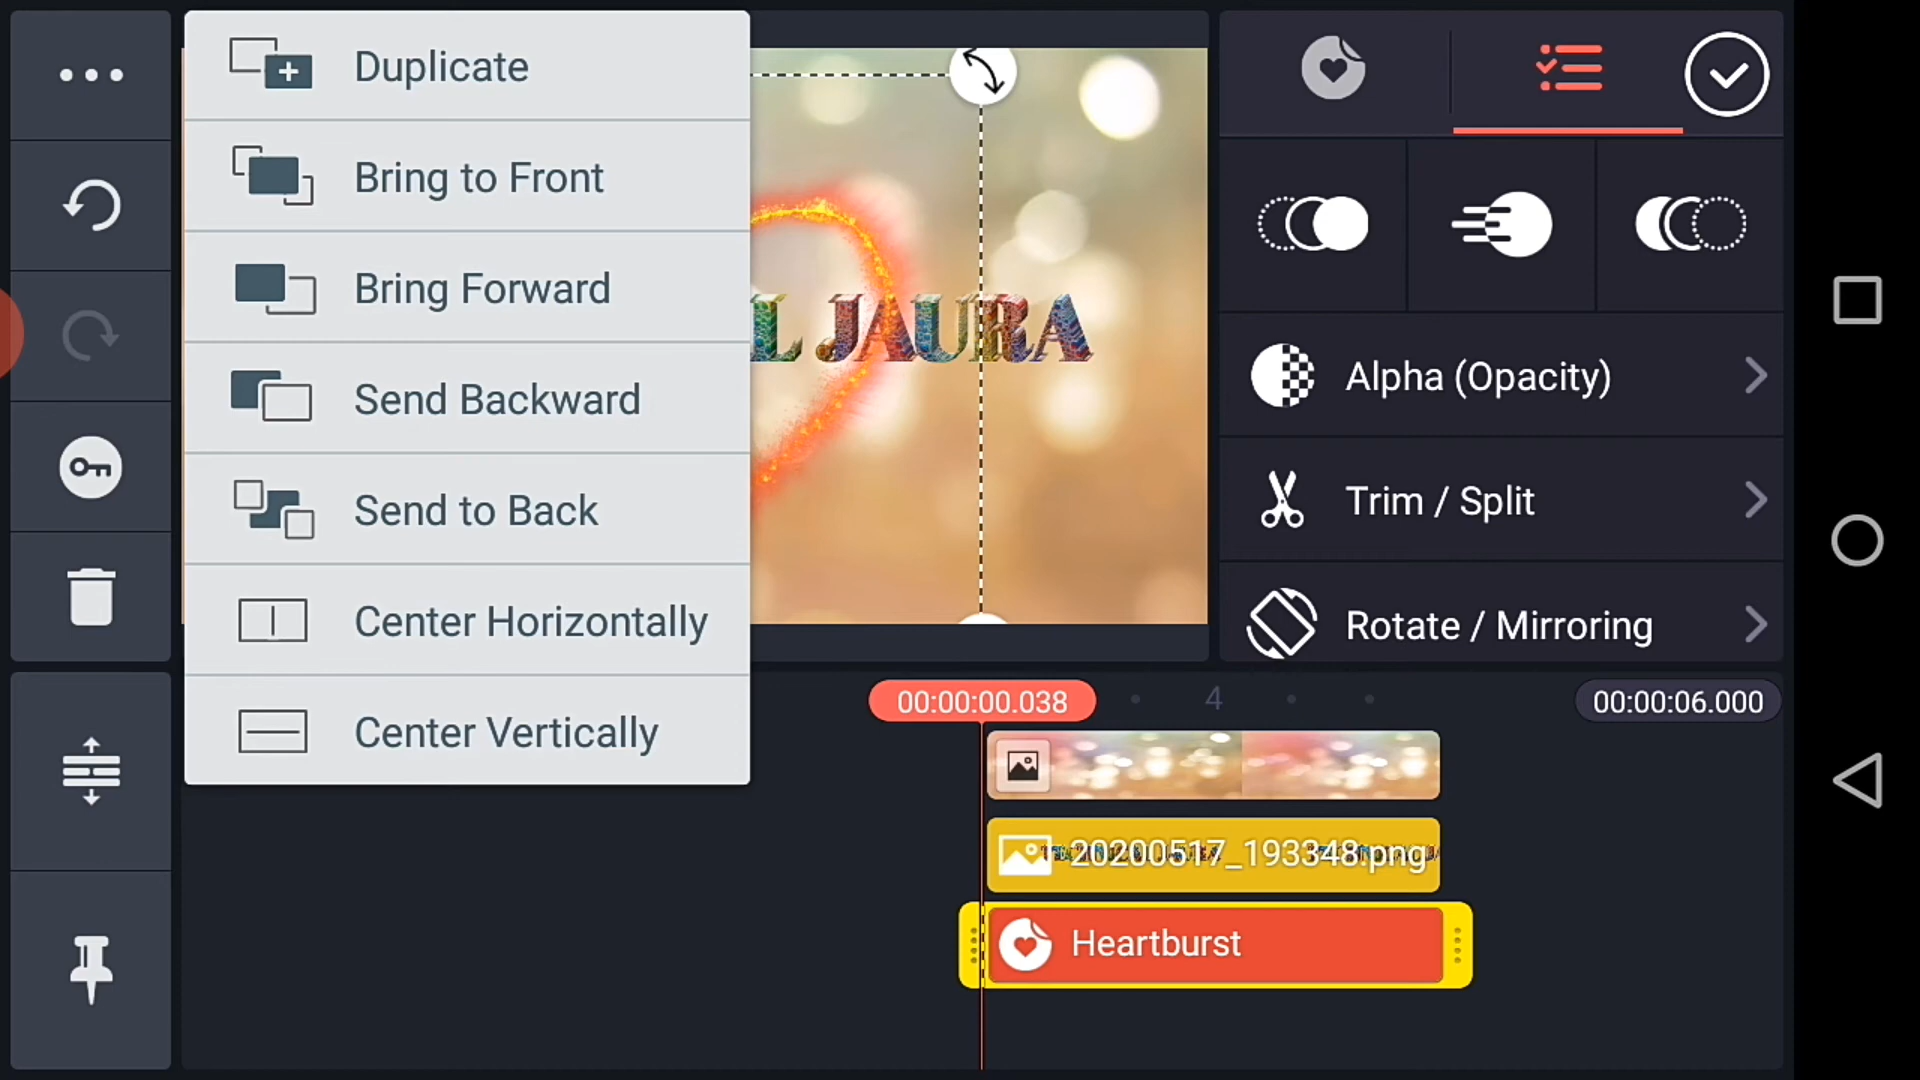 Duplicate
Bring to Front
Bring Forward
Send Backward
Send to Back
Center Horizontally
Center Vertically
L JAURA
Alpha (Opacity)
Trim / Split
Rotate / Mirroring
00:00:00.038
4
00:00:06.000
20200517_193348.png
Heartburst